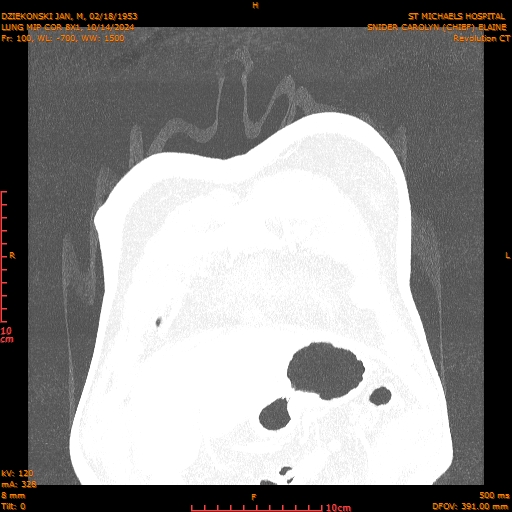 H
DZIEKONSKI JAN, M, 02/18/1953
LUNG MIP COR 8X1, 10/14/2024
Fr: 100, WL: -700, WW: 1500
ST MICHAELS HOSPITAL
SNIDER CAROLYN (CHIEF) ELAINE
Revolution CT
R
L
10
cm
kV: 120
mA: 328
8 mm
Tilt: 0
F
10cm
500 ms
DFOV: 391.00 mm